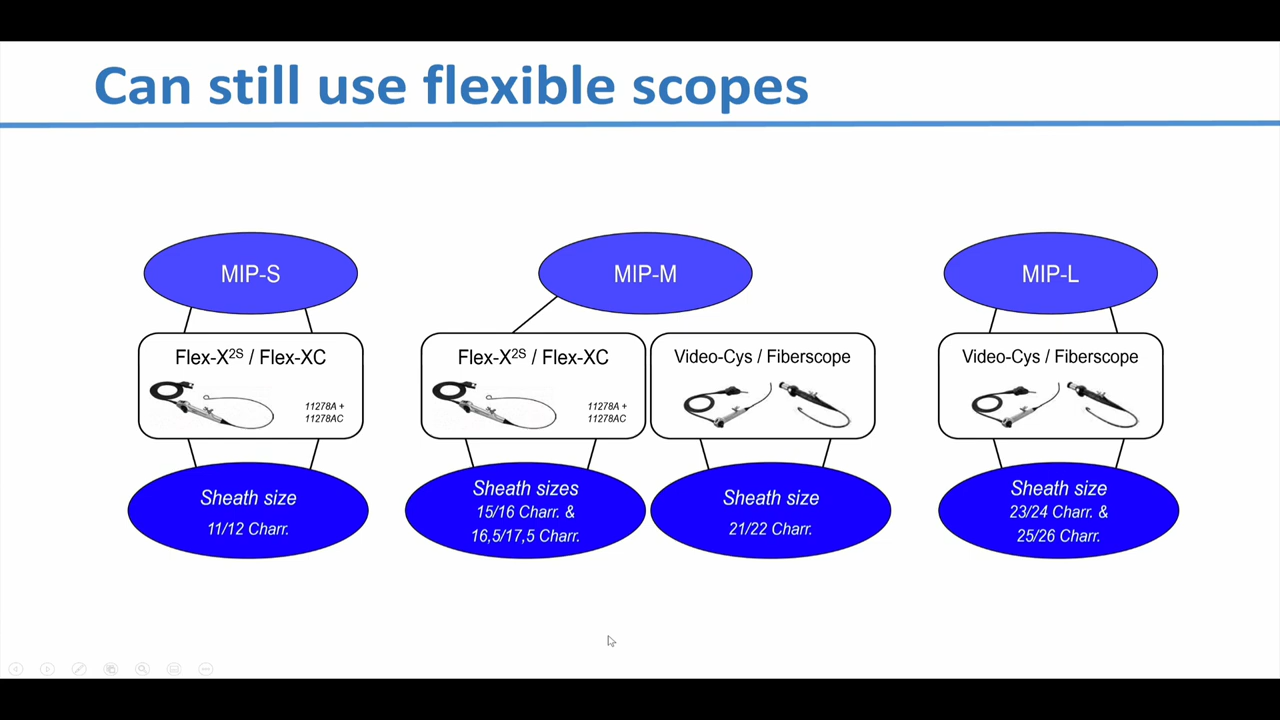 Can still use flexible scopes
MIP-S
MIP-M
MIP-L
Flex-X2S / Flex-XC
11278A +
11278AC
Flex-X2S / Flex-XC
11278A +
11278AC
Video-Cys / Fiberscope
Video-Cys / Fiberscope
Sheath size
11/12 Charr.
Sheath sizes
15/16 Charr. &
16,5/17,5 Charr.
Sheath size
21/22 Charr.
Sheath size
23/24 Charr. &
25/26 Charr.